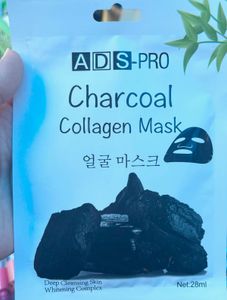 ADS-PRO
Charcoal
Collagen Mask
얼굴 마스크
Deep Cleansing Skin
Whitening Complex
Net.28ml